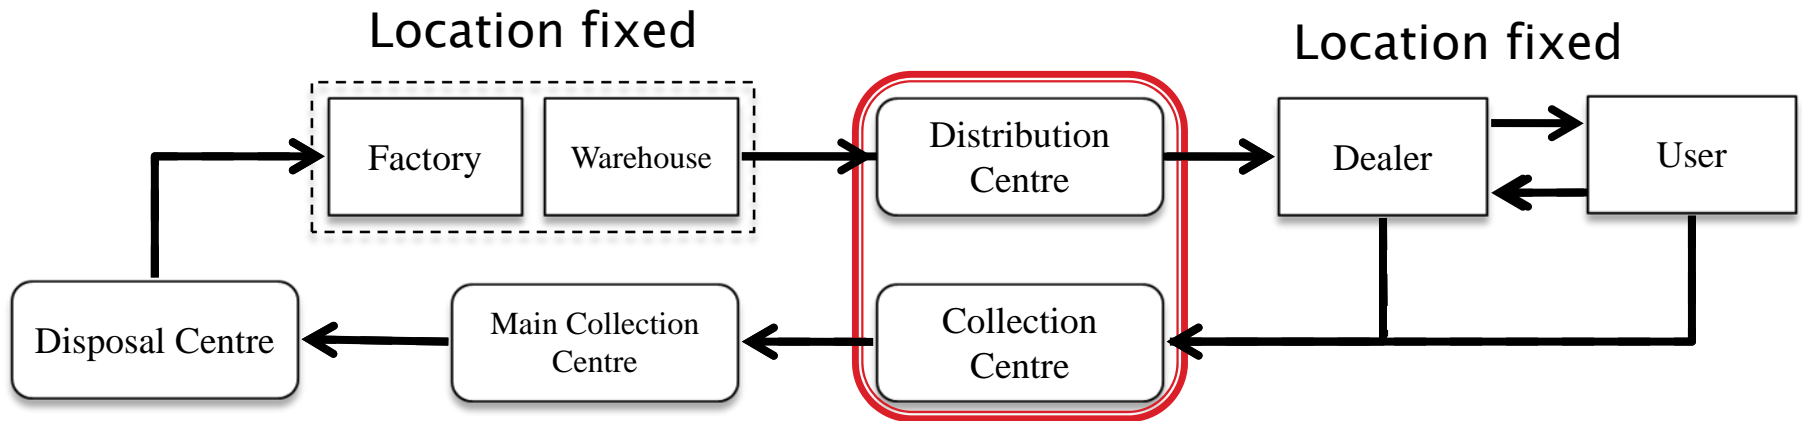 Location fixed
Location fixed
Factory
Warehouse
Distribution
Centre
Dealer
User
Disposal Centre
Main Collection
Centre
Collection
Centre